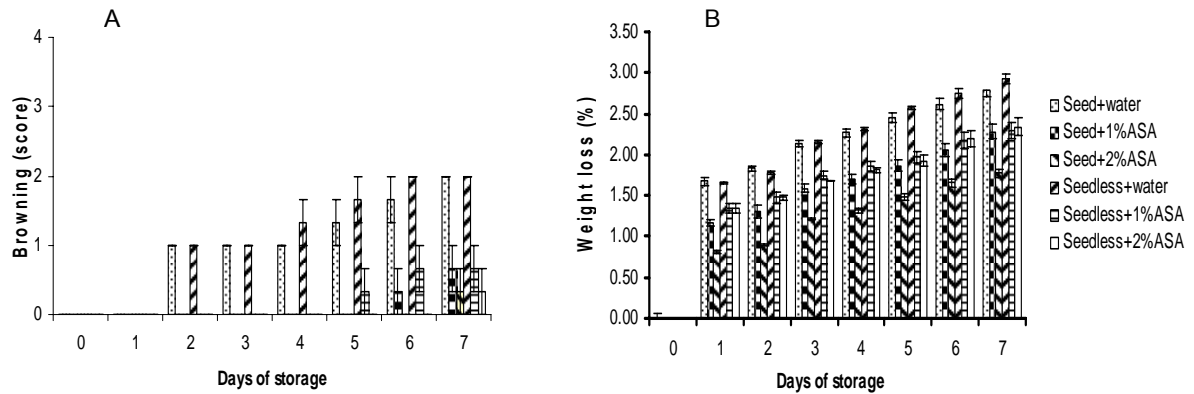 A
4
3
2
1
0
Browning (score)
0 1 2 3 4 5 6 7
Days of storage
B
3.50
3.00
2.50
2.00
1.50
1.00
0.50
0.00
Weight loss (%)
0 1 2 3 4 5 6 7
Days of storage
Seed+water
Seed+1%ASA
Seed+2%ASA
Seedless+water
Seedless+1%ASA
Seedless+2%ASA